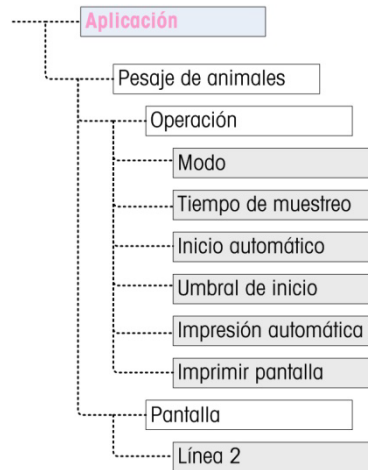 Aplicación
Pesaje de animales
Operación
Modo
Tiempo de muestreo
Inicio automático
Umbral de inicio
Impresión automática
Imprimir pantalla
Pantalla
Línea 2